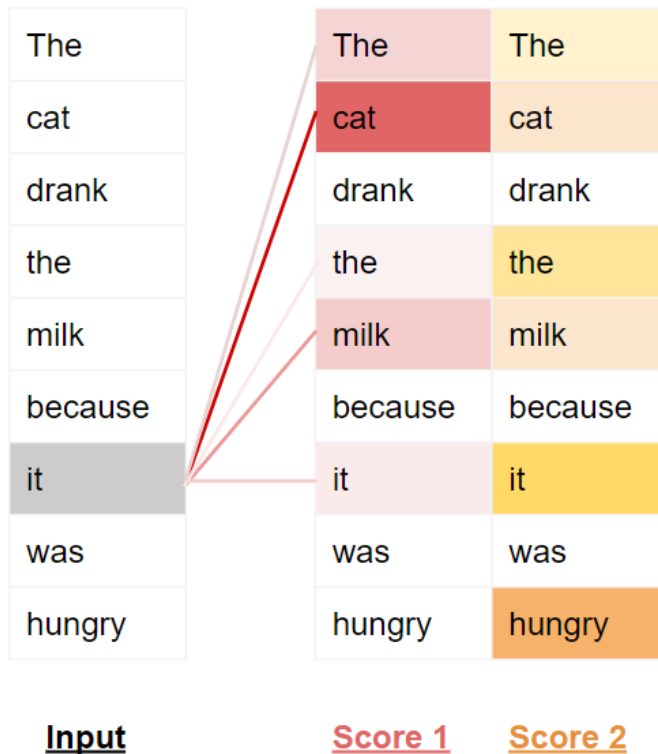 The The The
cat cat cat
drank drank drank
the the the
milk milk milk
because because because
it it it
was was was
hungry hungry hungry
Input Score 1 Score 2